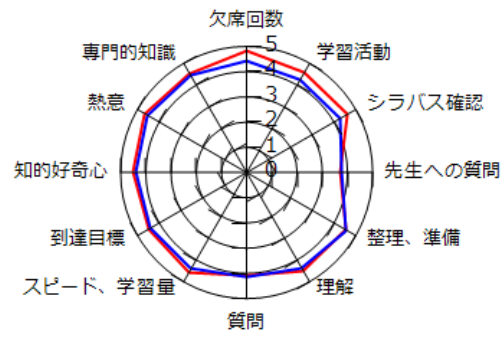 欠席回数
学習活動
シラバス確認
先生への質問
整理、準備
理解
質問
スピード、学習量
到達目標
知的好奇心
熱意
専門的知識
5
4
3
2
1
0